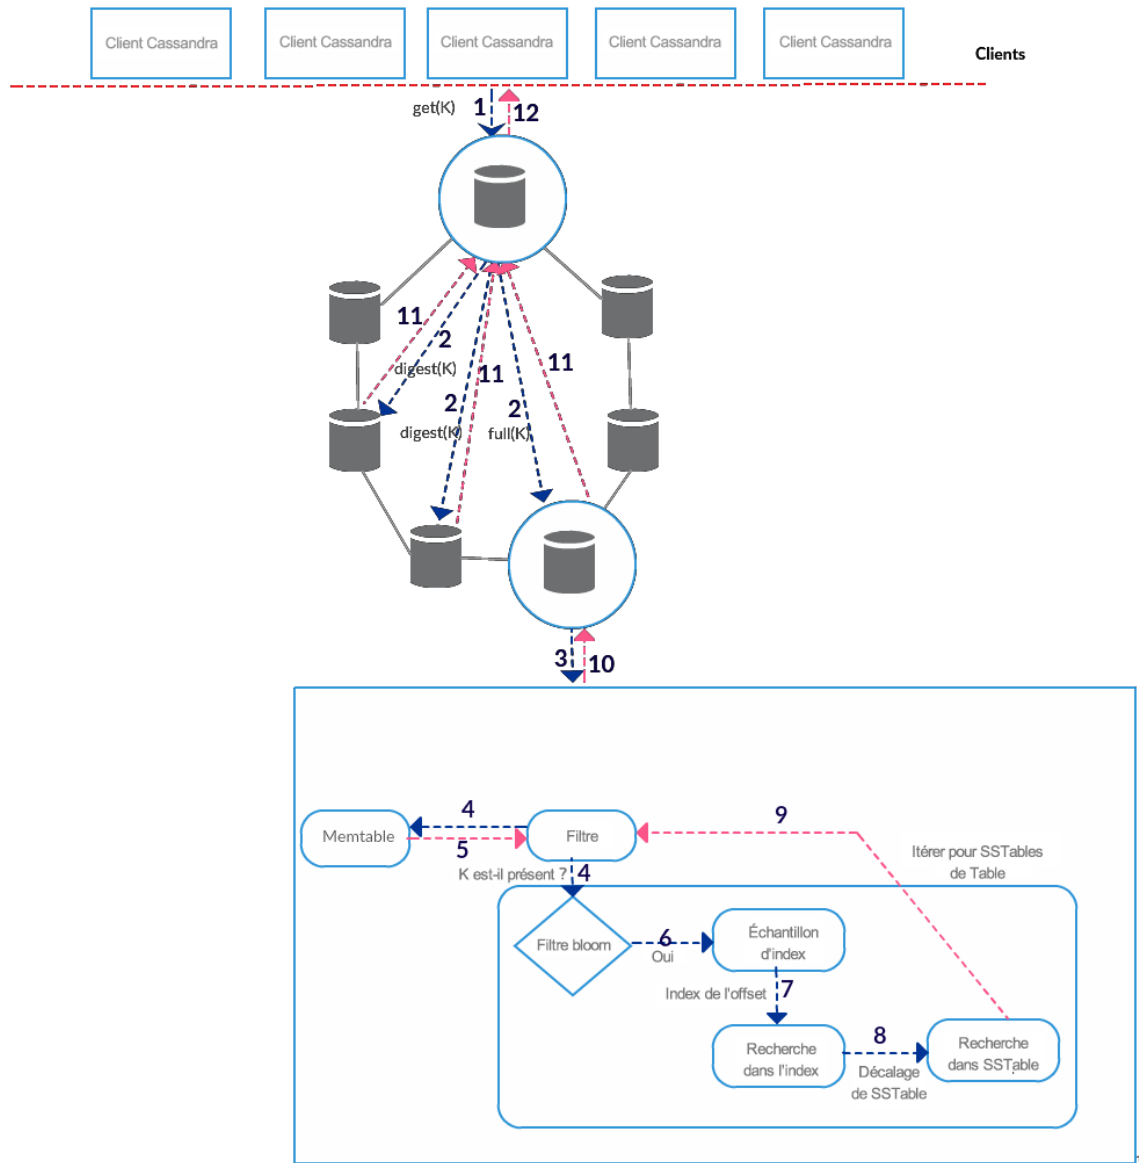 Client Cassandra
Client Cassandra
Client Cassandra
Client Cassandra
Client Cassandra
Clients
get(K)
1
12
11
2
digest(K)
11
11
2
2
digest(K)
full(K)
3
10
4
9
Memtable
Filtre
5
Itérer pour SSTables
de Table
K est-il présent ?
4
Filtre bloom
6
Oui
Échantillon
d'index
Index de l'offset
7
8
Recherche
dans l'index
Recherche
dans SSTable
Décalage
de SSTable